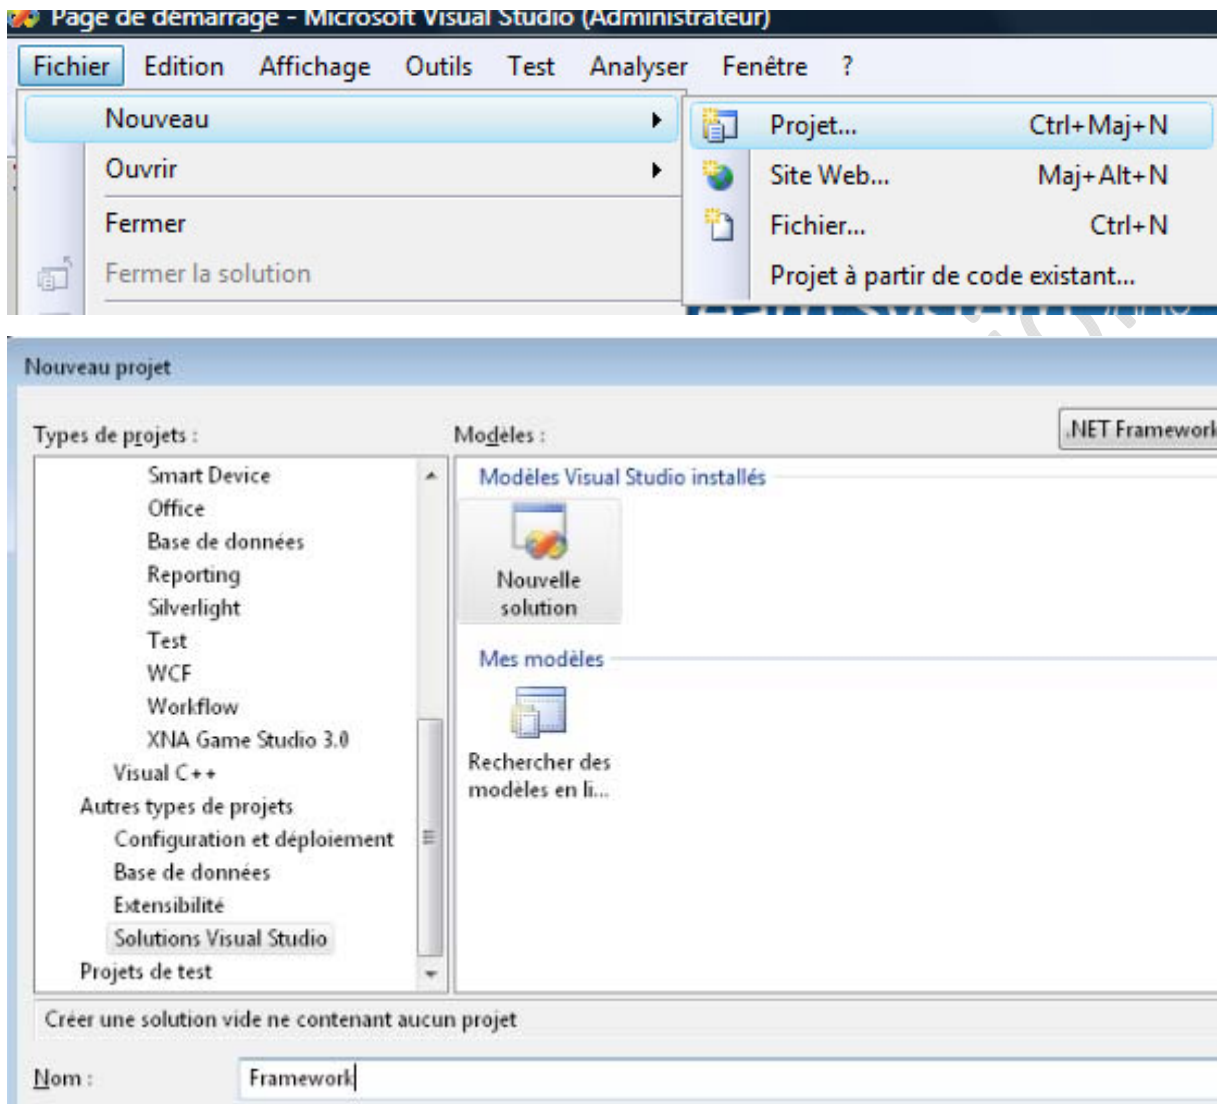 Page de démarrage - Microsoft Visual Studio (Administrateur)
Fichier Edition Affichage Outils Test Analyser Fenêtre ?
Nouveau
Projet... Ctrl+Maj+N
Ouvrir
Site Web... Maj+Alt+N
Fermer
Fichier... Ctrl+N
Fermer la solution
Projet à partir de code existant...
Nouveau projet
Types de projets :
Modèles :
.NET Framework
Smart Device
Office
Base de données
Reporting
Silverlight
Test
WCF
Workflow
XNA Game Studio 3.0
Visual C++
Autres types de projets
Configuration et déploiement
Base de données
Extensibilité
Solutions Visual Studio
Projets de test
Modèles Visual Studio installés
Nouvelle
solution
Mes modèles
Rechercher des
modèles en li...
Créer une solution vide ne contenant aucun projet
Nom : Framework